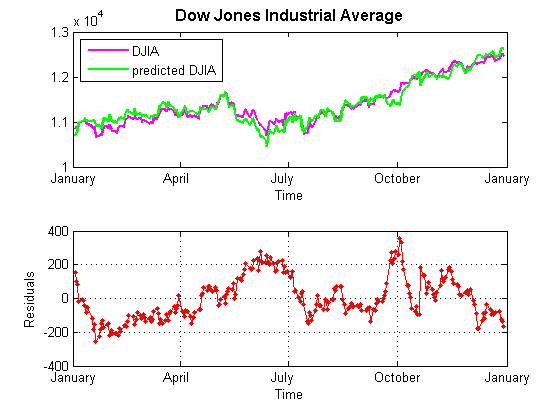 Dow Jones Industrial Average
x 10^4
1.3
1.2
1.1
1
DJIA
predicted DJIA
January April July October January
Time
400
200
0
-200
-400
Residuals
January April July October January
Time